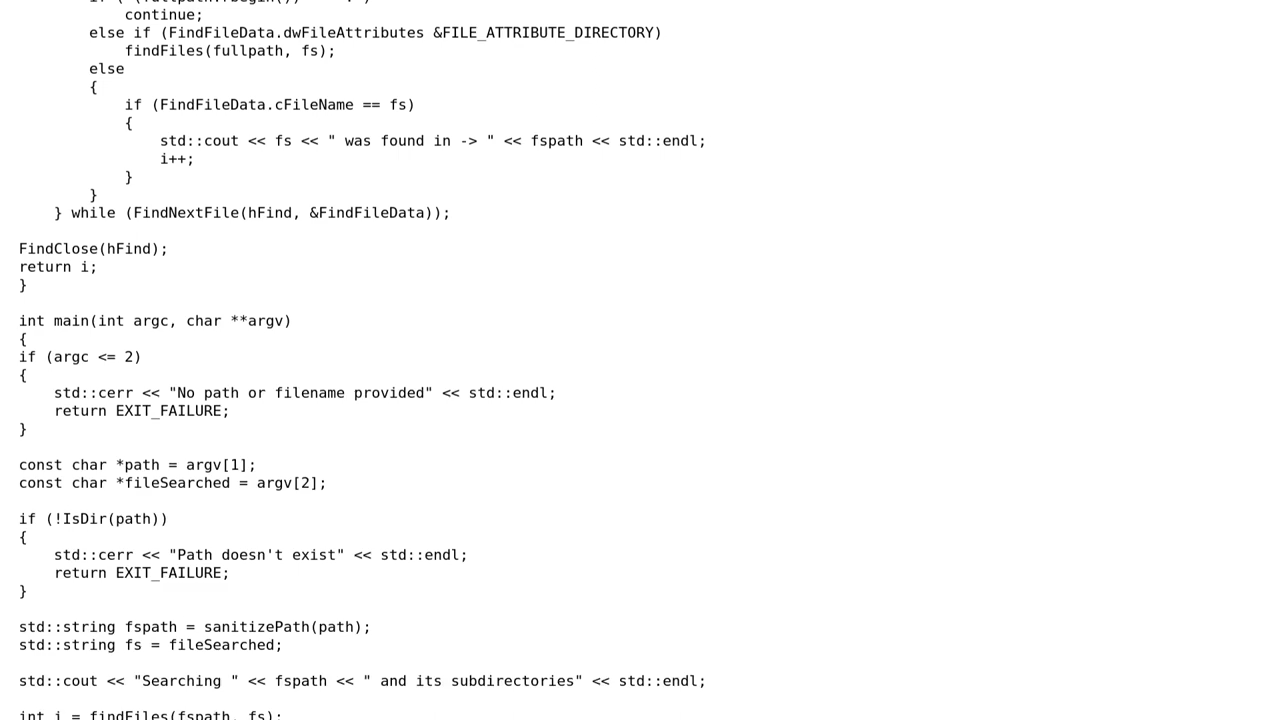 continue;
else if (FindFileData.dwFileAttributes &FILE_ATTRIBUTE_DIRECTORY)
findFiles(fullpath, fs);
else
{
if (FindFileData.cFileName == fs)
{
std::cout << fs << " was found in -> " << fspath << std::endl;
i++;
}
}
} while (FindNextFile(hFind, &FindFileData));
FindClose(hFind);
return i;
}
int main(int argc, char **argv)
{
if (argc <= 2)
{
std::cerr << "No path or filename provided" << std::endl;
return EXIT_FAILURE;
}
const char *path = argv[1];
const char *fileSearched = argv[2];
if (!IsDir(path))
{
std::cerr << "Path doesn't exist" << std::endl;
return EXIT_FAILURE;
}
std::string fspath = sanitizePath(path);
std::string fs = fileSearched;
std::cout << "Searching " << fspath << " and its subdirectories" << std::endl;
int i = findFiles(fspath, fs);